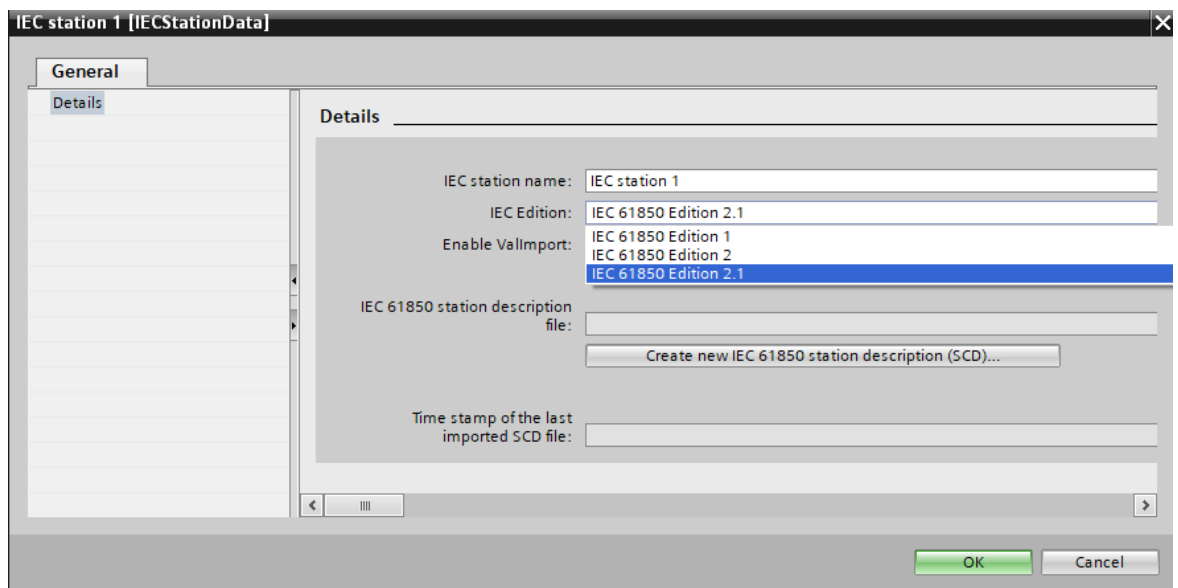 IEC station 1 [IECStationData]
General
Details
Details
IEC station name: IEC station 1
IEC Edition: IEC 61850 Edition 2.1
Enable ValImport:
IEC 61850 Edition 1
IEC 61850 Edition 2
IEC 61850 Edition 2.1
IEC 61850 station description
file:
Create new IEC 61850 station description (SCD)...
Time stamp of the last
imported SCD file:
OK
Cancel